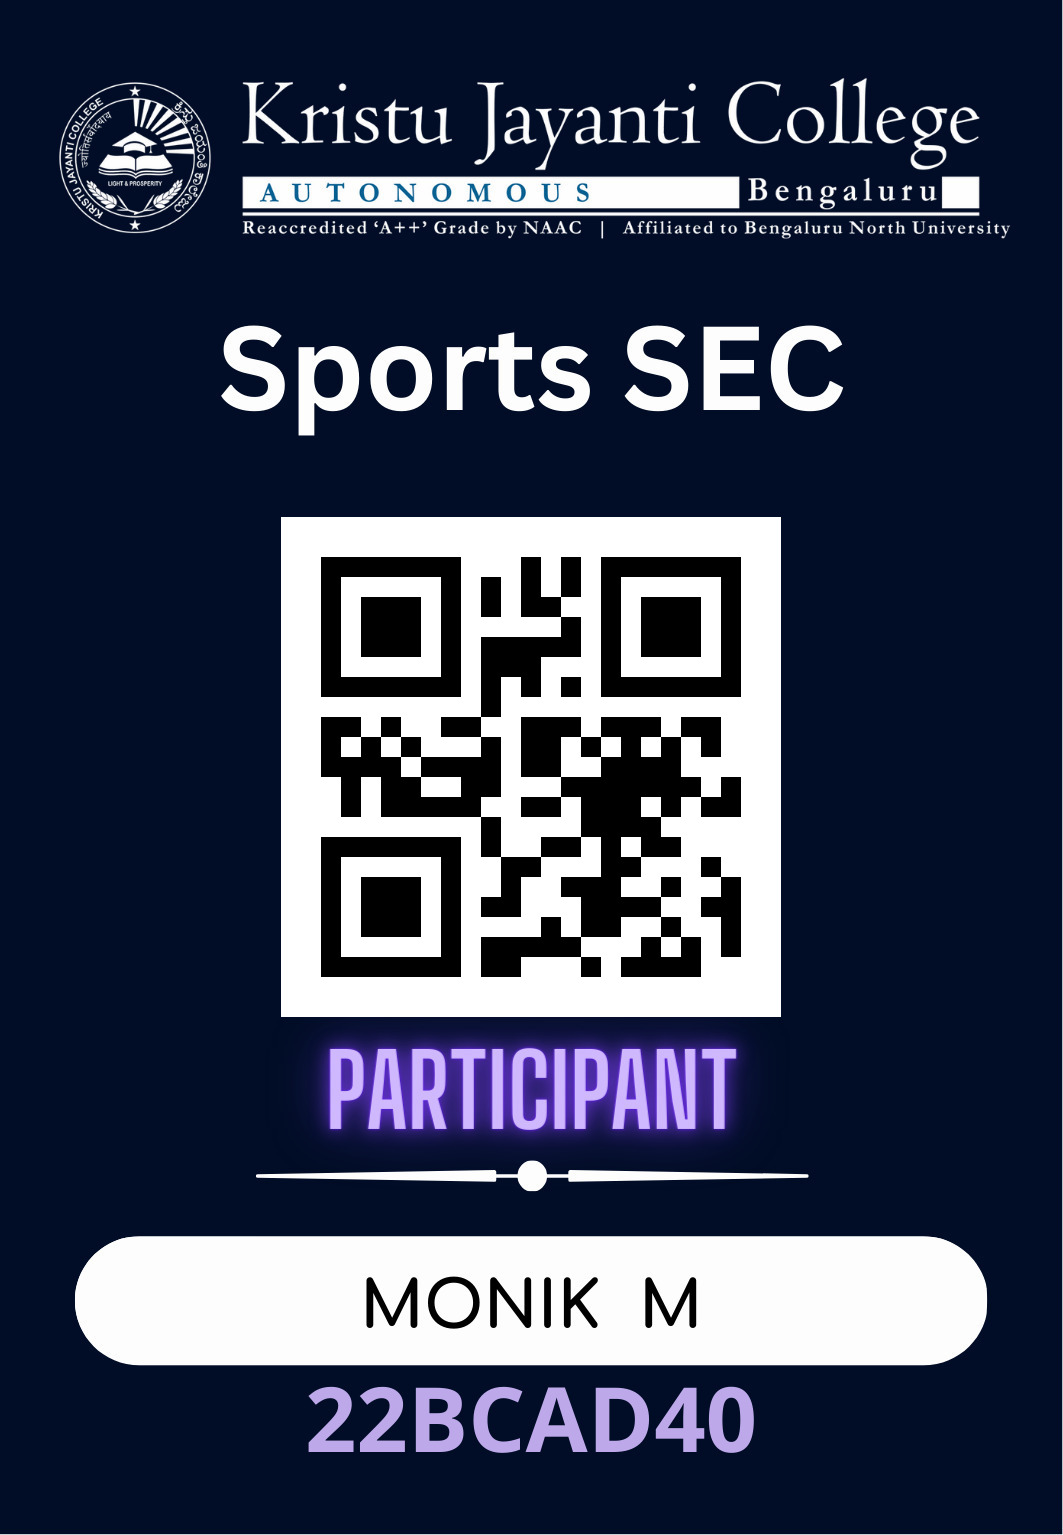 KRISTU JAYANTI COLLEGE
LIGHT & PROSPERITY
Kristu Jayanti College
AUTONOMOUS Bengaluru
Reaccredited ‘A++’ Grade by NAAC | Affiliated to Bengaluru North University
Sports SEC
PARTICIPANT
MONIK M
22BCAD40